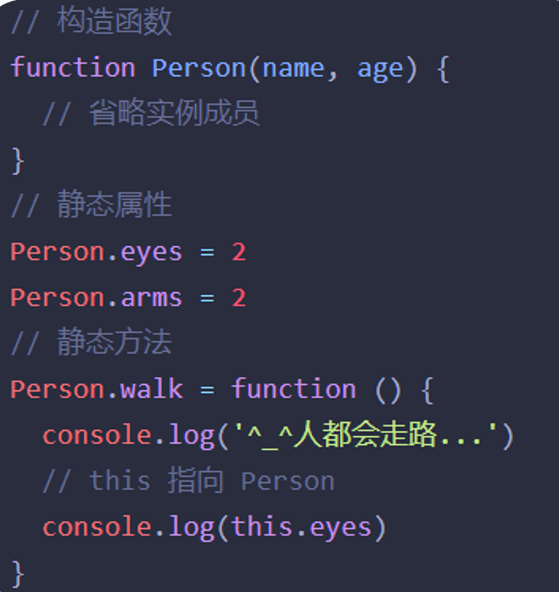 // 构造函数
function Person(name, age) {
  // 省略实例成员
}
// 静态属性
Person.eyes = 2
Person.arms = 2
// 静态方法
Person.walk = function () {
  console.log('^_^人都会走路...')
  // this 指向 Person
  console.log(this.eyes)
}